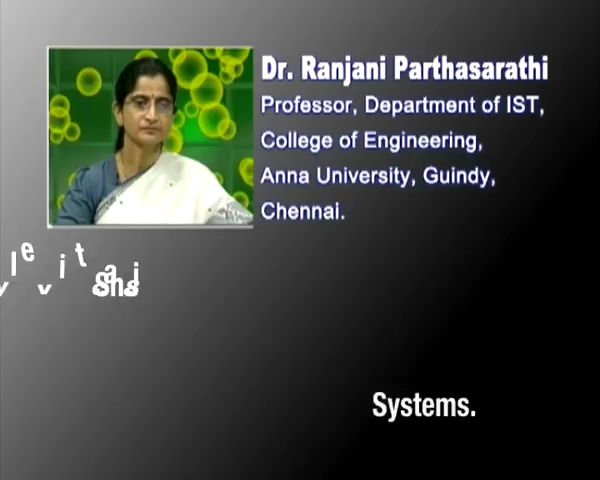 Dr. Ranjani Parthasarathi
Professor, Department of IST,
College of Engineering,
Anna University, Guindy,
Chennai.
Systems.